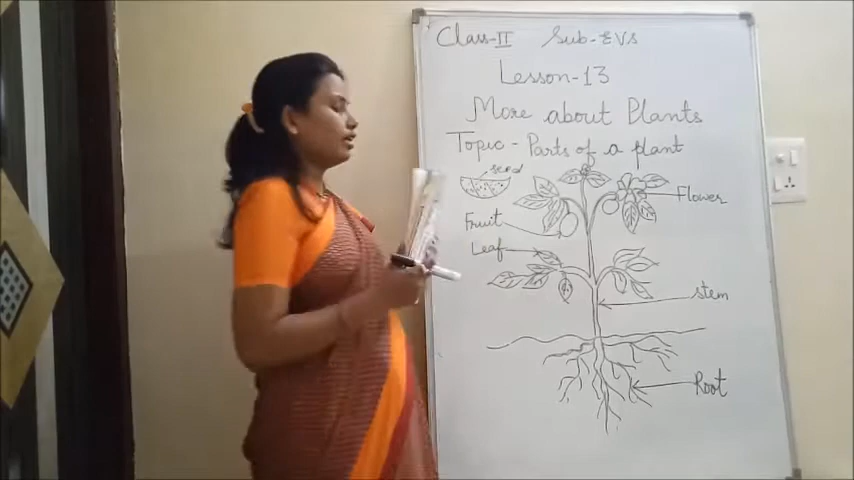 Class-II Sub-EVS
Lesson-13
More about Plants
Topic - Parts of a plant
seed
Flower
Fruit
Leaf
stem
Root